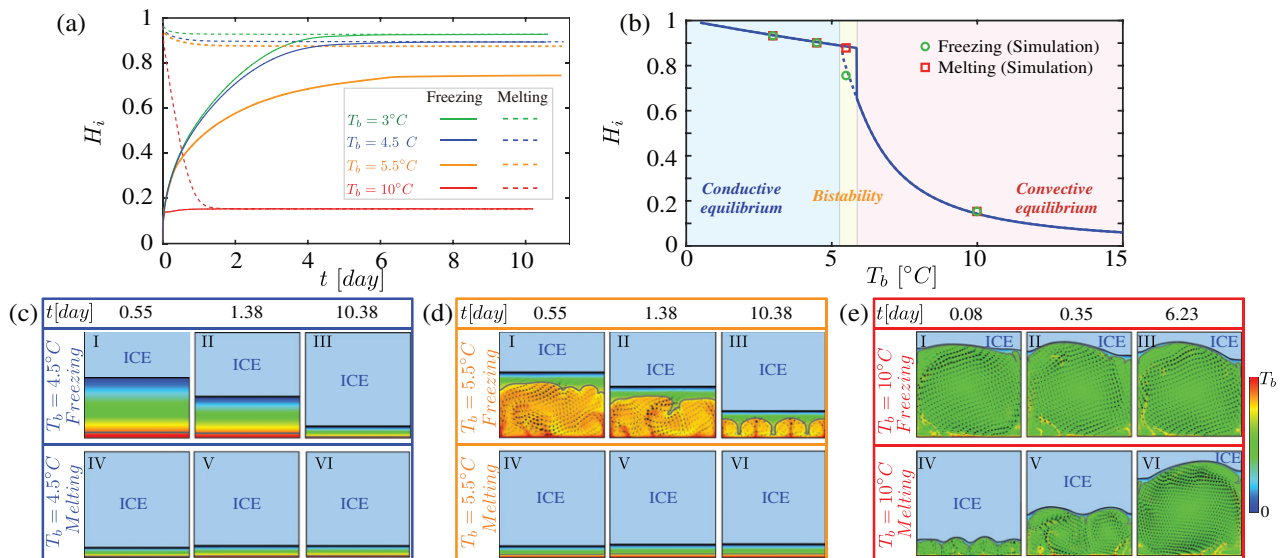 (a)
H_i
1
0.8
0.6
0.4
0.2
0
0 2 4 6 8 10
t [day]
Freezing Melting
T_b = 3°C
T_b = 4.5 C
T_b = 5.5°C
T_b = 10°C
(b)
H_i
1
0.8
0.6
0.4
0.2
0
0 5 10 15
T_b [°C]
Freezing (Simulation)
Melting (Simulation)
Conductive
equilibrium
Bistability
Convective
equilibrium
(c)
t[day] 0.55 1.38 10.38
T_b = 4.5°C
Freezing
I II III
ICE ICE ICE
T_b = 4.5°C
Melting
IV V VI
ICE ICE ICE
(d)
t[day] 0.55 1.38 10.38
T_b = 5.5°C
Freezing
I II III
ICE ICE ICE
T_b = 5.5°C
Melting
IV V VI
ICE ICE ICE
(e)
t[day] 0.08 0.35 6.23
T_b = 10°C
Freezing
I II III
ICE ICE ICE
T_b = 10°C
Melting
IV V VI
ICE ICE ICE
T_b
0